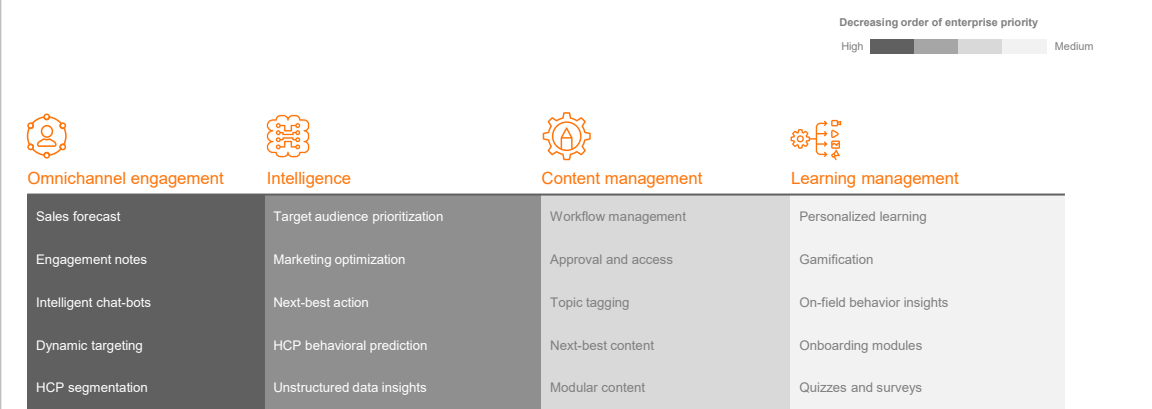 Decreasing order of enterprise priority
High Medium
Omnichannel engagement Intelligence Content management Learning management
Sales forecast Target audience prioritization Workflow management Personalized learning
Engagement notes Marketing optimization Approval and access Gamification
Intelligent chat-bots Next-best action Topic tagging On-field behavior insights
Dynamic targeting HCP behavioral prediction Next-best content Onboarding modules
HCP segmentation Unstructured data insights Modular content Quizzes and surveys